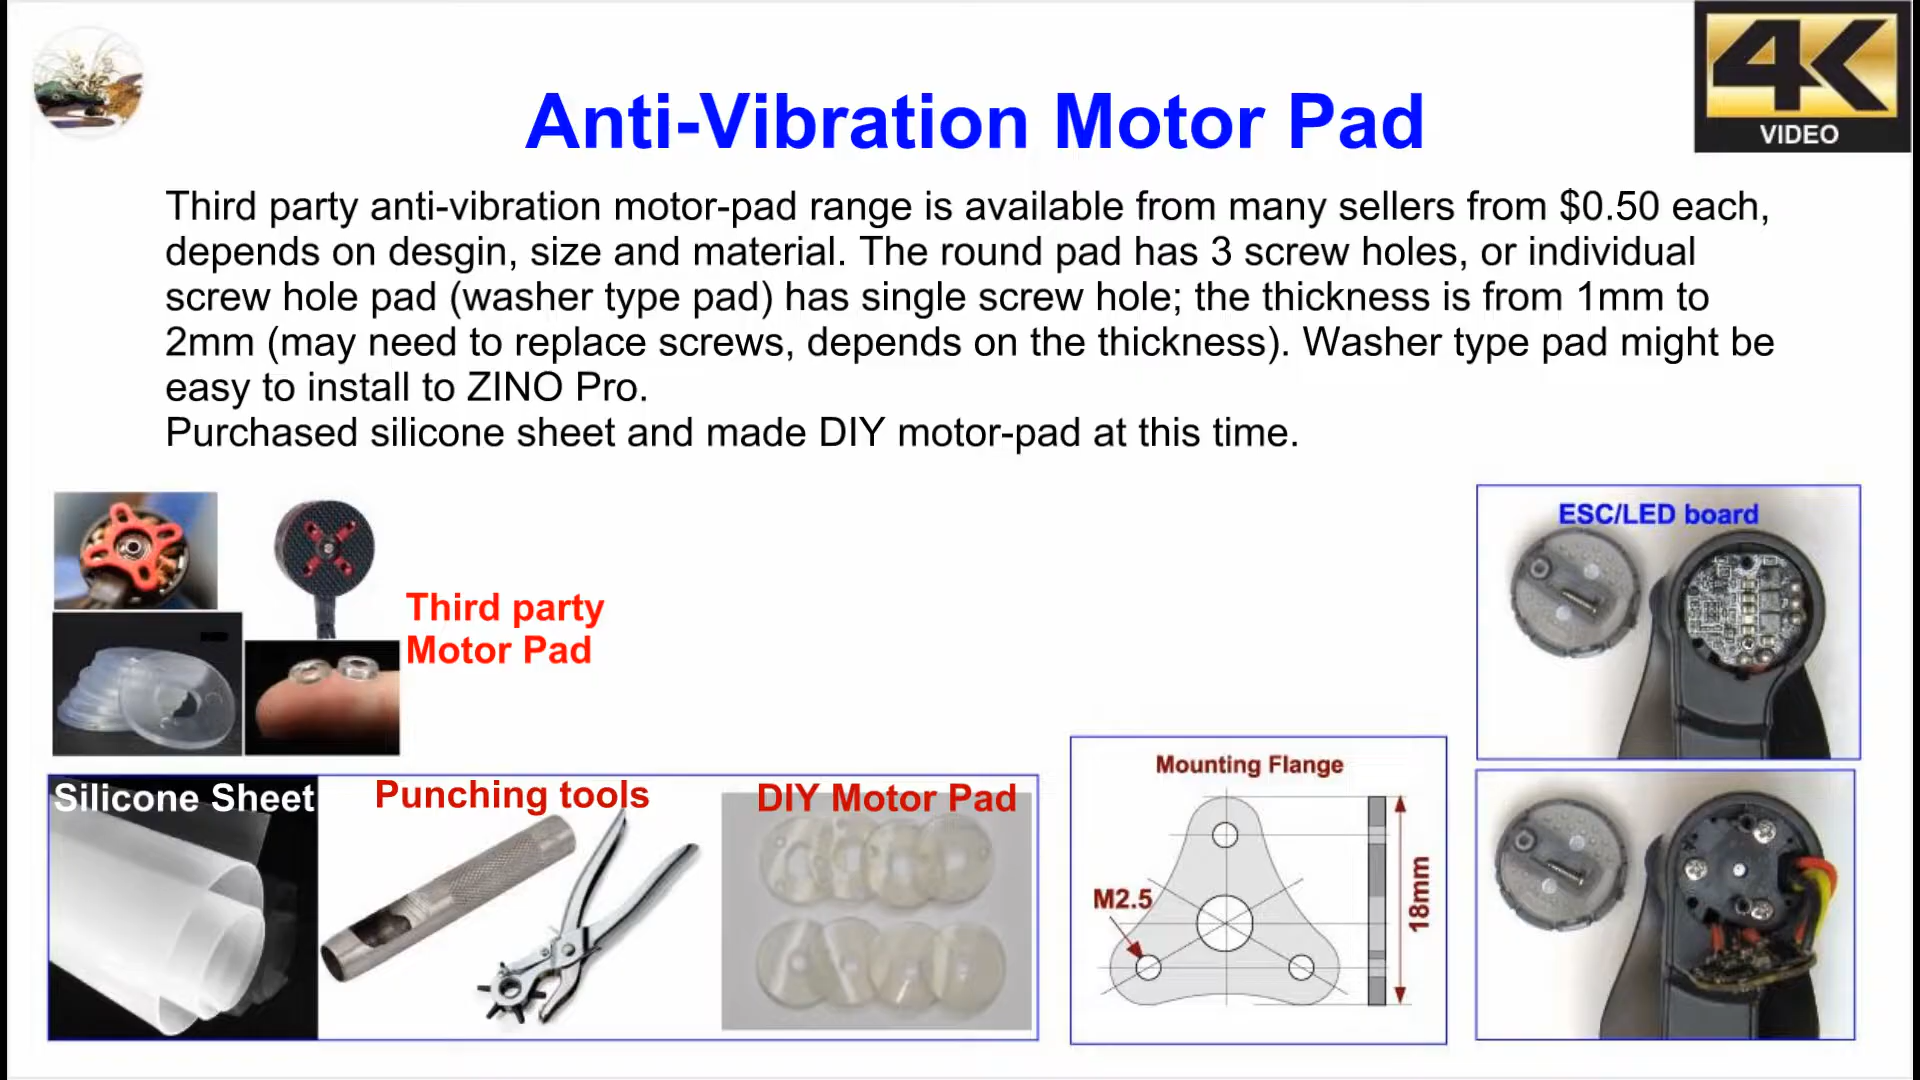 4K
VIDEO
Anti-Vibration Motor Pad
Third party anti-vibration motor-pad range is available from many sellers from $0.50 each,
depends on desgin, size and material. The round pad has 3 screw holes, or individual
screw hole pad (washer type pad) has single screw hole; the thickness is from 1mm to
2mm (may need to replace screws, depends on the thickness). Washer type pad might be
easy to install to ZINO Pro.
Purchased silicone sheet and made DIY motor-pad at this time.
Third party
Motor Pad
ESC/LED board
Silicone Sheet
Punching tools
DIY Motor Pad
Mounting Flange
M2.5
18mm